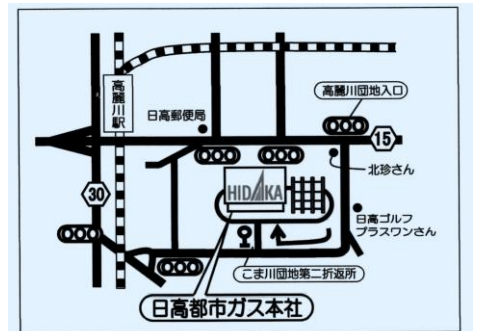 高麗川駅
日高郵便局
高麗川団地入口
15
北珍さん
HIDAKA
30
日高ゴルフ
プラスワンさん
こま川団地第二折返所
日高都市ガス本社